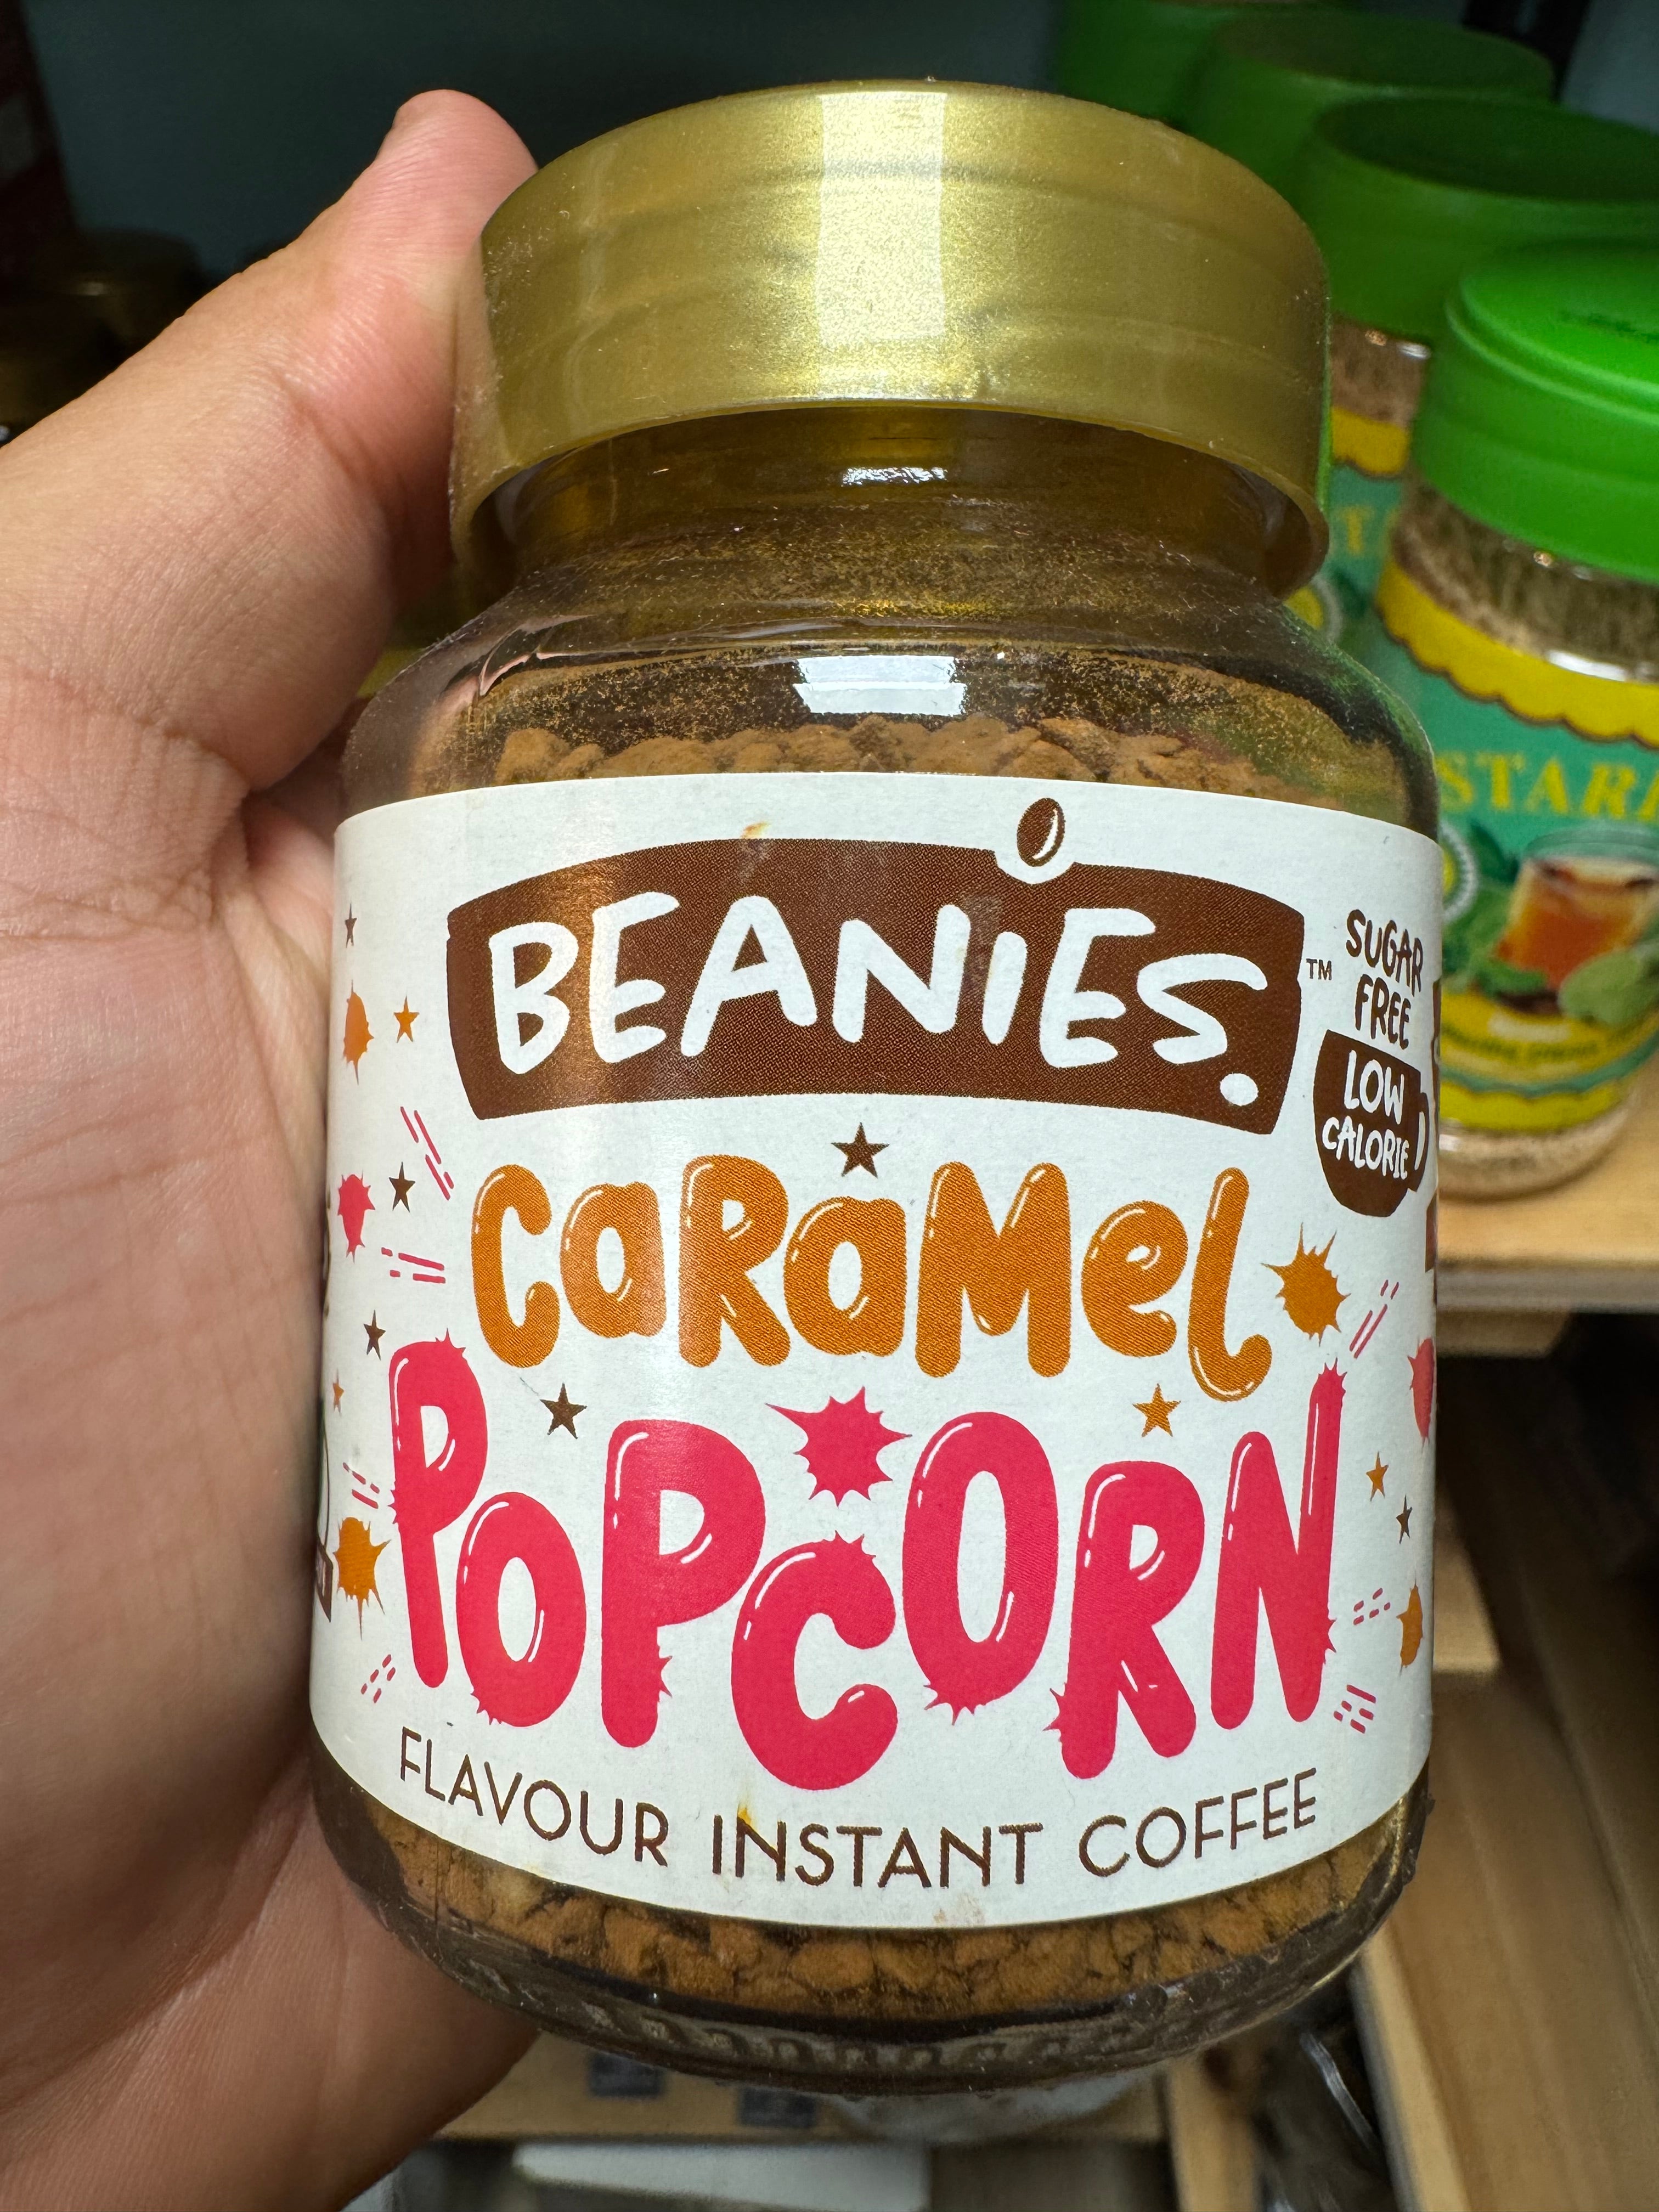 BEANIES.
TM
SUGAR
FREE
LOW
CALORIE
CARAMEL
POPCORN
FLAVOUR INSTANT COFFEE